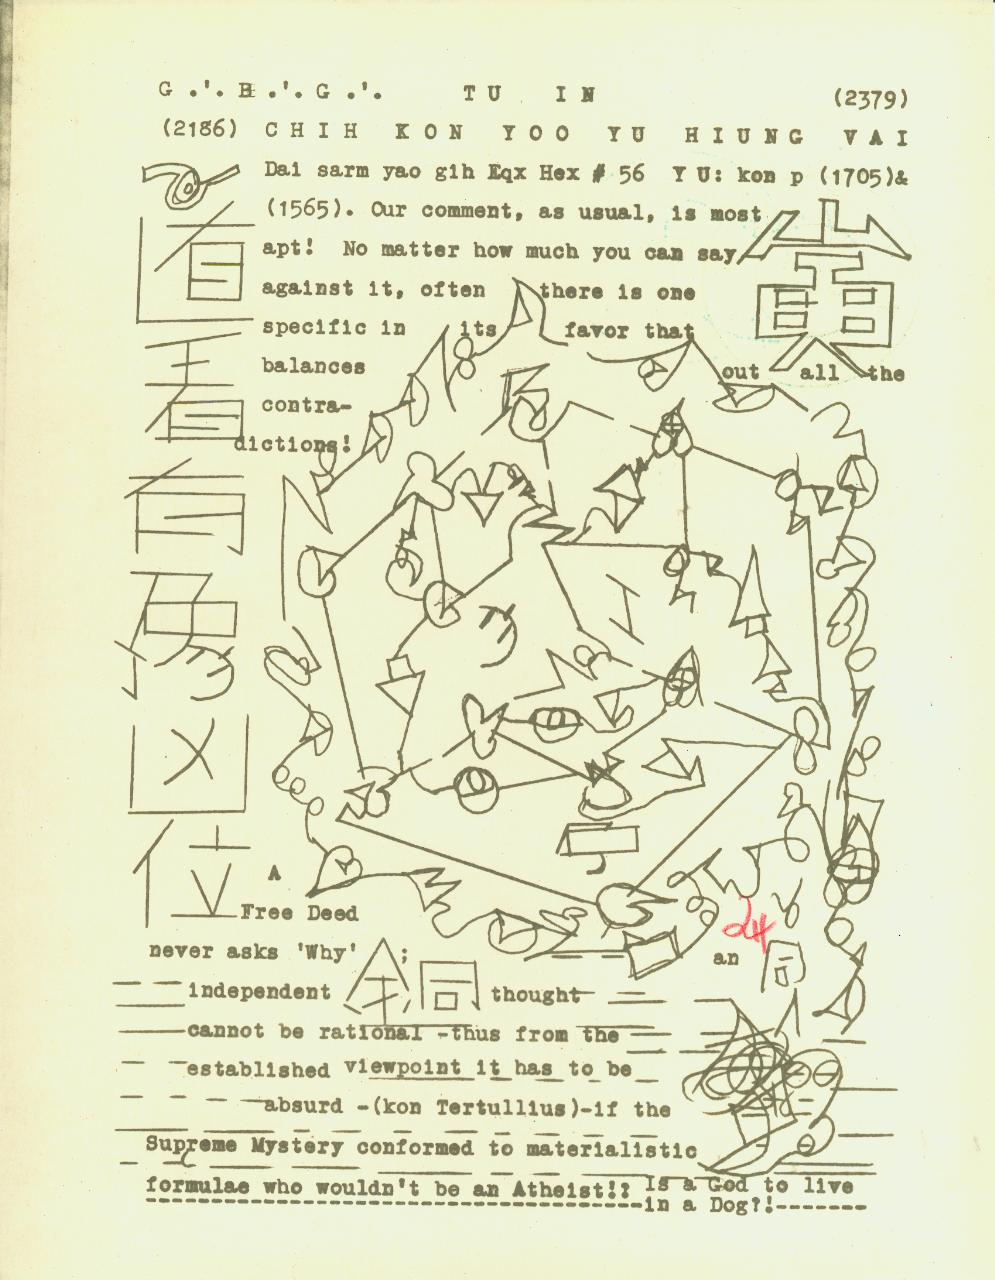 G .'. B .'. G .'. TU IN (2379)
(2186) CHIH KON YOO YU HIUNG VAI
Dai sarm yao gih Eqx Hex # 56 YU: kon p (1705)&
(1565). Our comment, as usual, is most
apt! No matter how much you can say
against it, often there is one
specific in its favor that
balances out all the
contra-
dictions!
位
A
Free Deed
24
never asks 'Why' ; an
independent 同 thought
cannot be rational -thus from the
established viewpoint it has to be
absurd -(kon Tertullius)-if the
Supreme Mystery conformed to materialistic
formulae who wouldn't be an Atheist!? Is a God to live
in a Dog?!